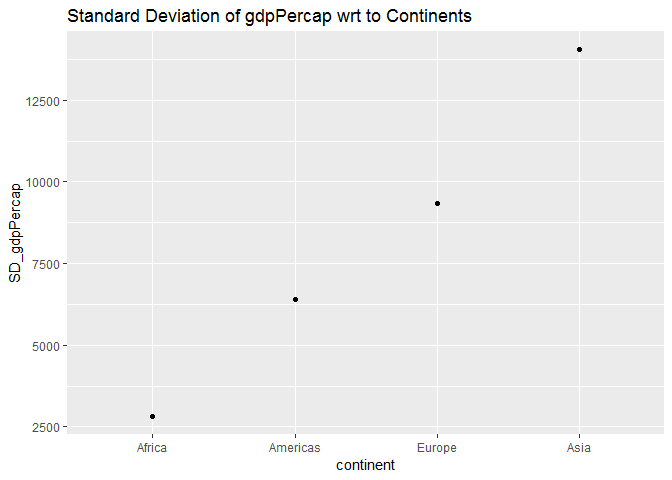 Standard Deviation of gdpPercap wrt to Continents
SD_gdpPercap
12500
10000
7500
5000
2500
Africa Americas Europe Asia
continent